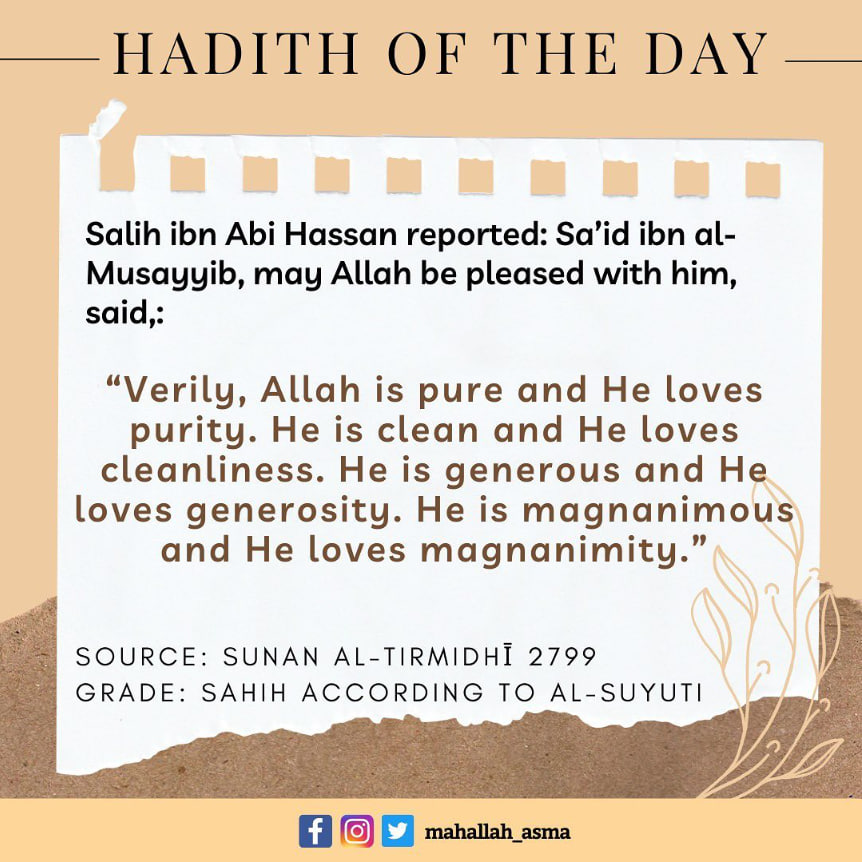 HADITH OF THE DAY
Salih ibn Abi Hassan reported: Sa’id ibn al-
Musayyib, may Allah be pleased with him,
said,:
“Verily, Allah is pure and He loves
purity. He is clean and He loves
cleanliness. He is generous and He
loves generosity. He is magnanimous
and He loves magnanimity.”
SOURCE: SUNAN AL-TIRMIDHĪ 2799
GRADE: SAHIH ACCORDING TO AL-SUYUTI
mahallah_asma